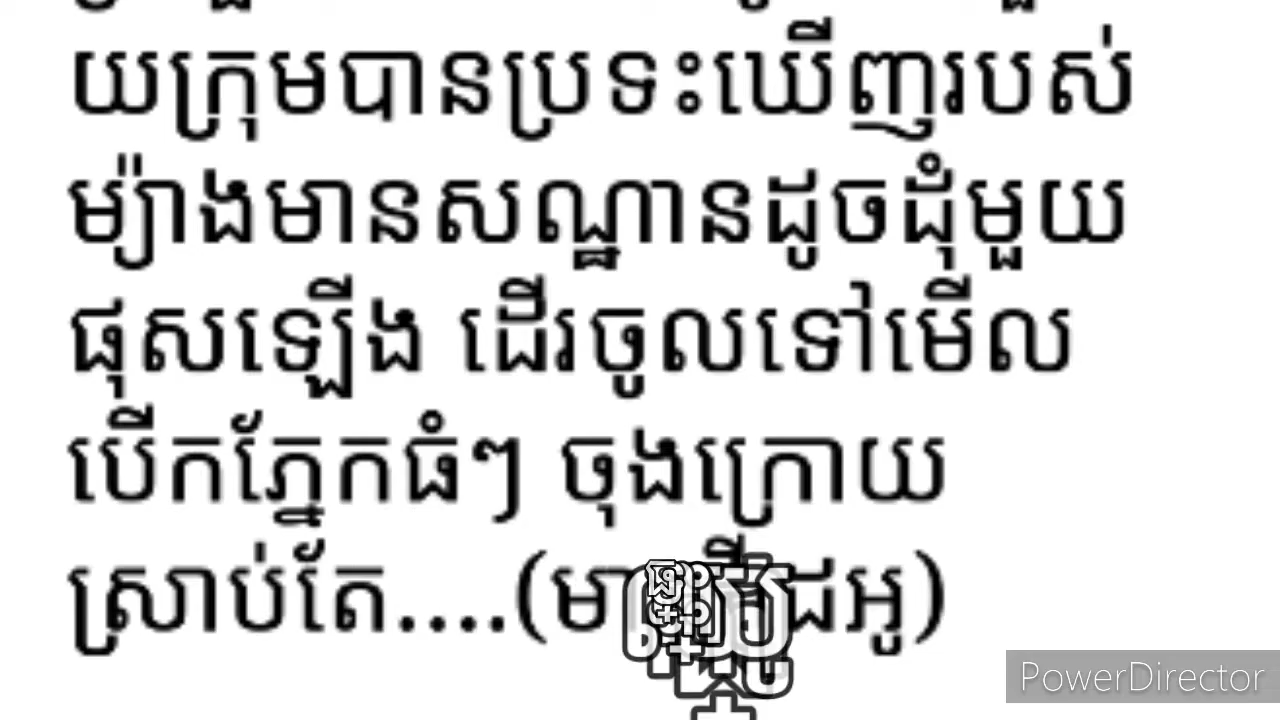 យក្រុមបានប្រទះឃើញរបស់
ម្យ៉ាងមានសណ្ឋានដូចដុំមួយ
ផុសឡើង ដើរចូលទៅមើល
បើកភ្នែកធំៗ ចុងក្រោយ
ស្រាប់តែ....(មាន
PowerDirector